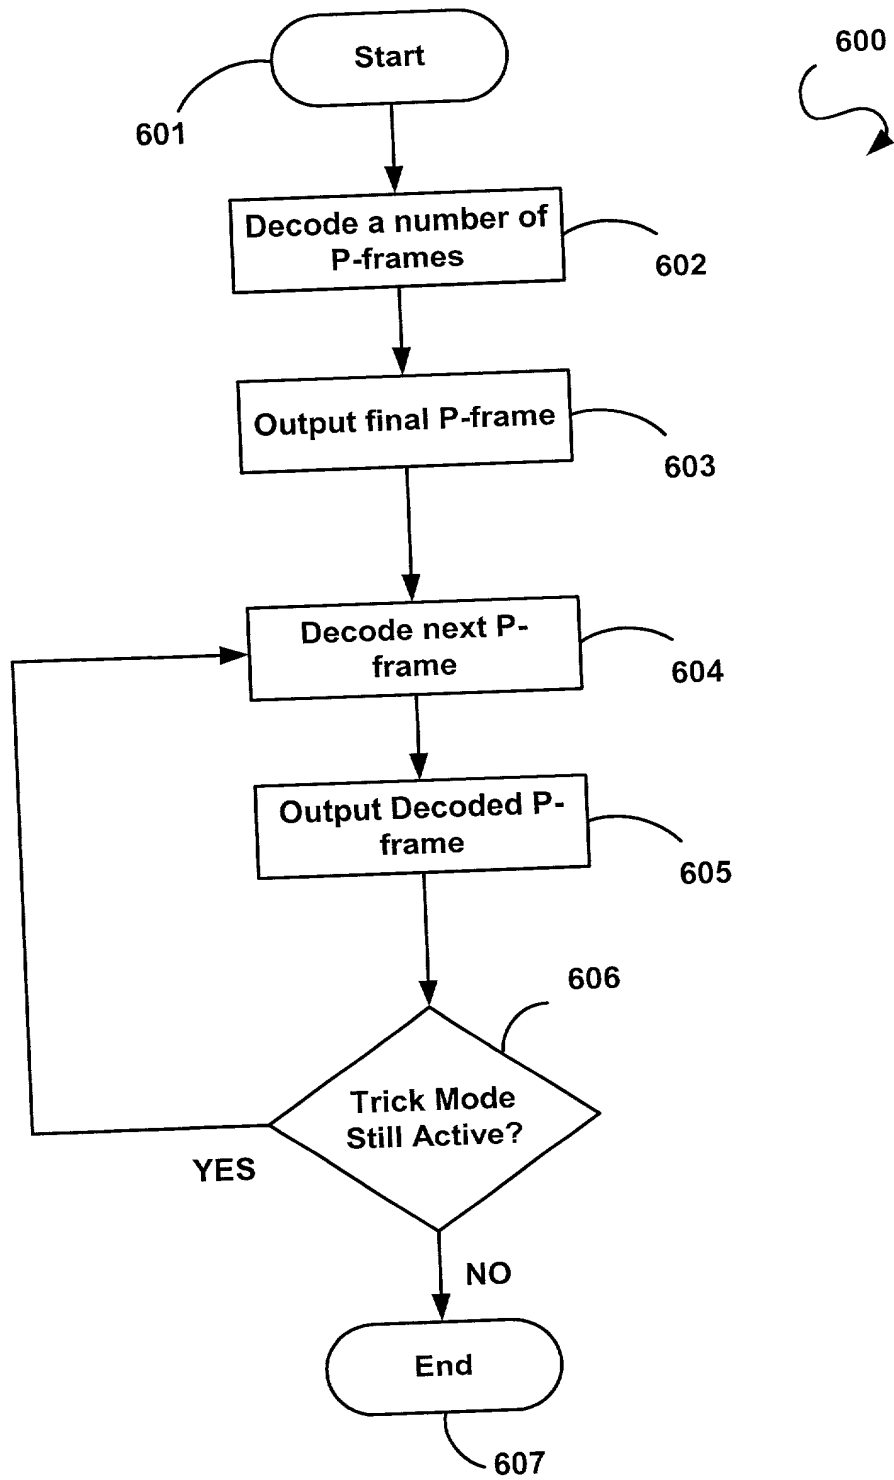 Start
600
601
Decode a number of
P-frames
602
Output final P-frame
603
Decode next P-
frame
604
Output Decoded P-
frame
605
606
Trick Mode
Still Active?
YES
NO
End
607